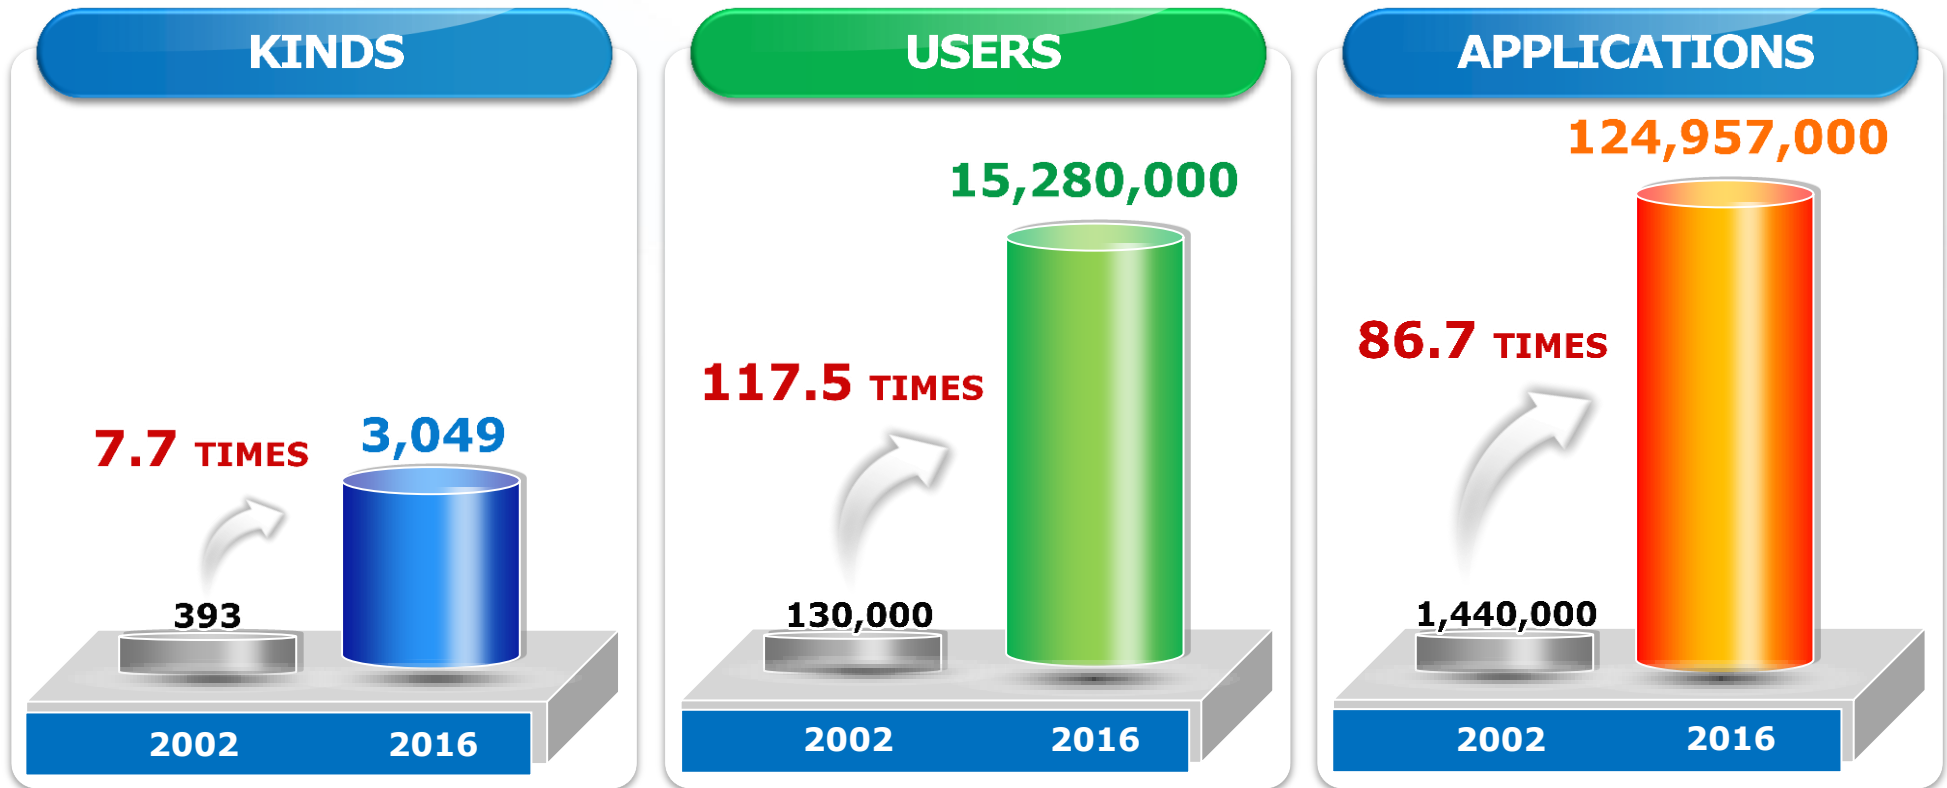 KINDS
7.7 TIMES
3,049
393
2002 2016
USERS
15,280,000
117.5 TIMES
130,000
2002 2016
APPLICATIONS
124,957,000
86.7 TIMES
1,440,000
2002 2016